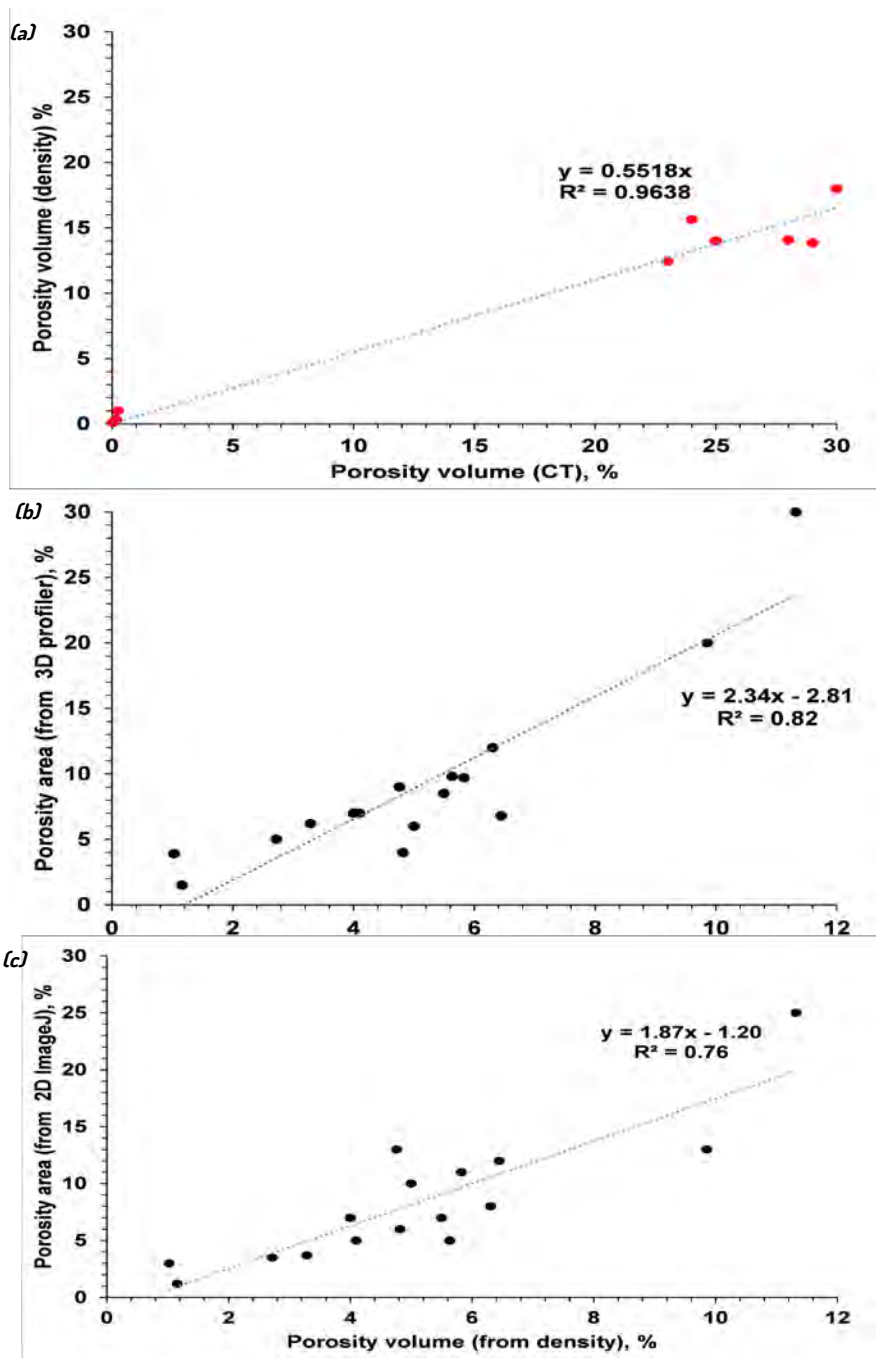 (a)
Porosity volume (density) %
35
30
25
20
15
10
5
0
y = 0.5518x
R² = 0.9638
0 5 10 15 20 25 30
Porosity volume (CT), %
(b)
Porosity area (from 3D profiler), %
30
25
20
15
10
5
0
y = 2.34x - 2.81
R² = 0.82
0 2 4 6 8 10 12
(c)
Porosity area (from 2D ImageJ), %
30
25
20
15
10
5
0
y = 1.87x - 1.20
R² = 0.76
0 2 4 6 8 10 12
Porosity volume (from density), %